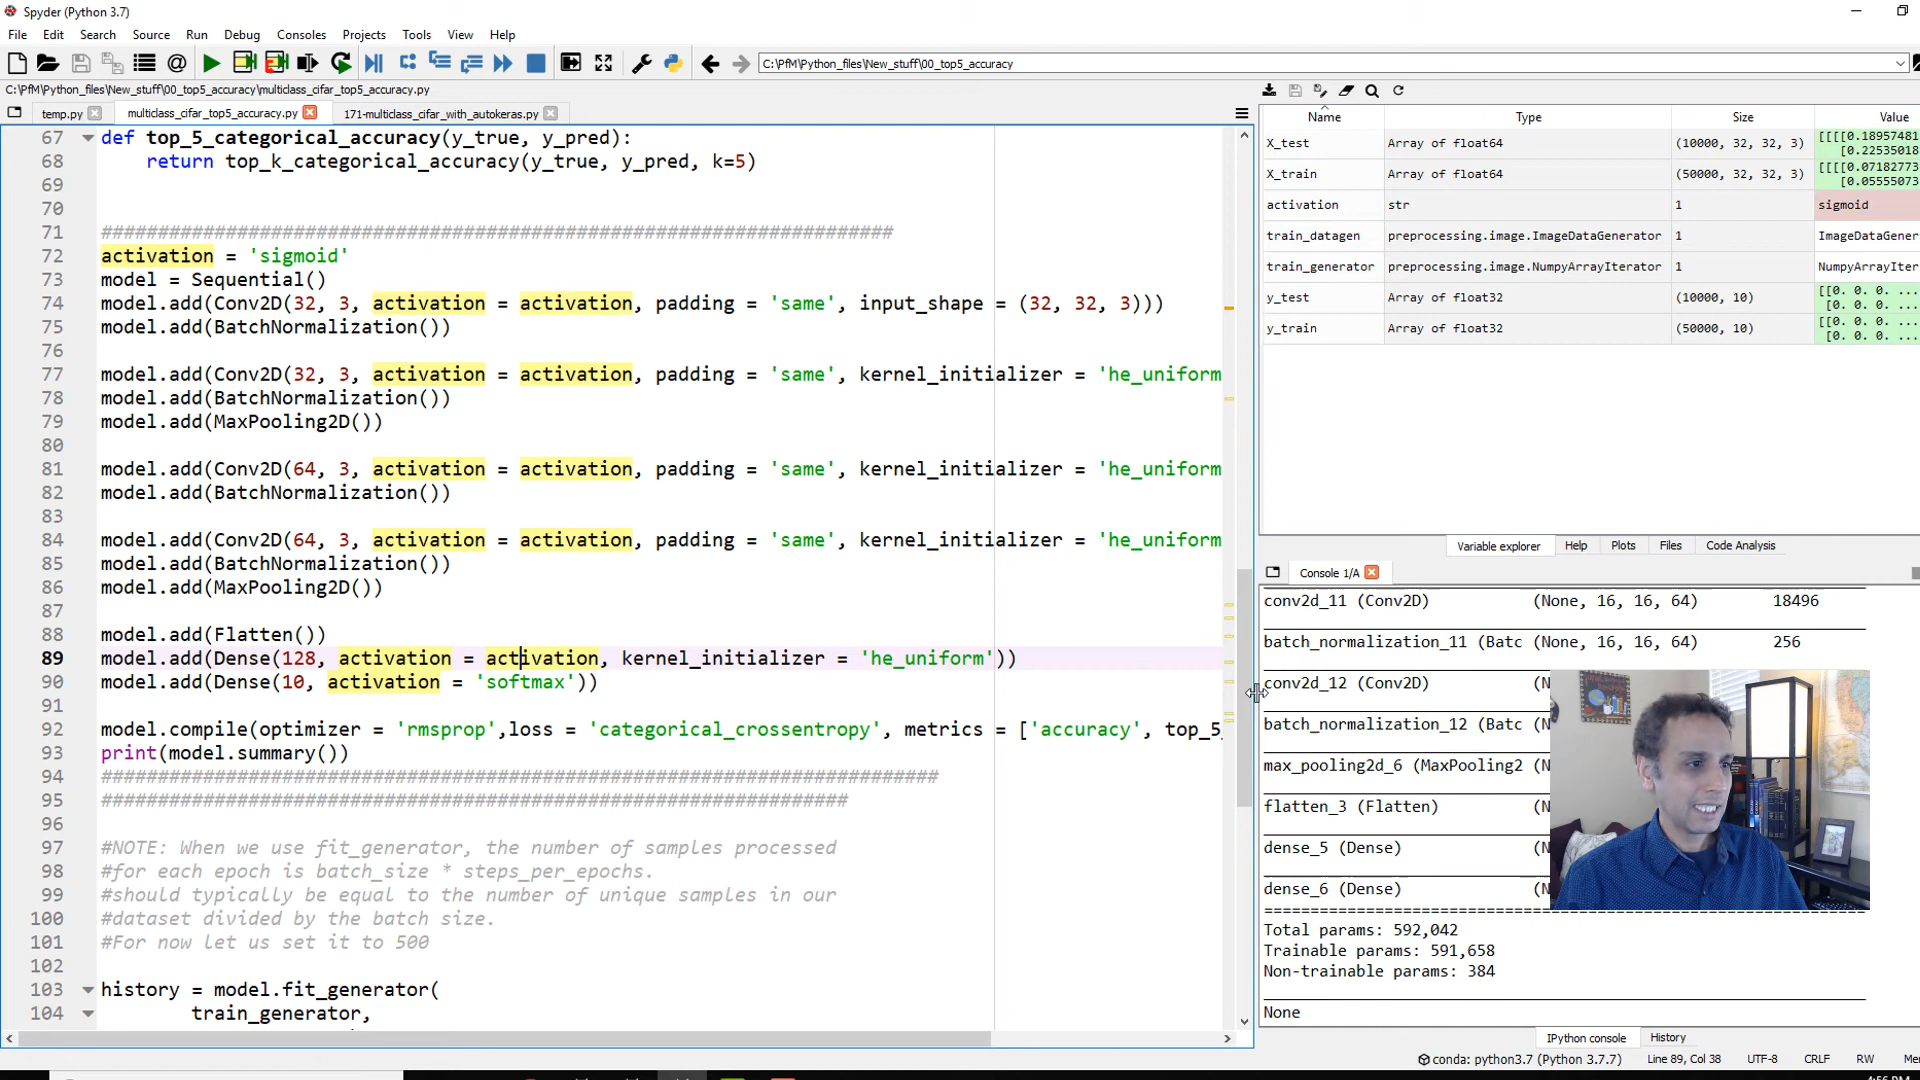 Spyder (Python 3.7)
File Edit Search Source Run Debug Consoles Projects Tools View Help
C:\PfM\Python_files\New_stuff\00_top5_accuracy
C:\PfM\Python_files\New_stuff\00_top5_accuracy\multiclass_cifar_top5_accuracy.py
temp.py multiclass_cifar_top5_accuracy.py 171-multiclass_cifar_with_autokeras.py
67 def top_5_categorical_accuracy(y_true, y_pred):
68 return top_k_categorical_accuracy(y_true, y_pred, k=5)
69
70
71 ######################################################################
72 activation = 'sigmoid'
73 model = Sequential()
74 model.add(Conv2D(32, 3, activation = activation, padding = 'same', input_shape = (32, 32, 3)))
75 model.add(BatchNormalization())
76
77 model.add(Conv2D(32, 3, activation = activation, padding = 'same', kernel_initializer = 'he_uniform
78 model.add(BatchNormalization())
79 model.add(MaxPooling2D())
80
81 model.add(Conv2D(64, 3, activation = activation, padding = 'same', kernel_initializer = 'he_uniform
82 model.add(BatchNormalization())
83
84 model.add(Conv2D(64, 3, activation = activation, padding = 'same', kernel_initializer = 'he_uniform
85 model.add(BatchNormalization())
86 model.add(MaxPooling2D())
87
88 model.add(Flatten())
89 model.add(Dense(128, activation = activation, kernel_initializer = 'he_uniform'))
90 model.add(Dense(10, activation = 'softmax'))
91
92 model.compile(optimizer = 'rmsprop',loss = 'categorical_crossentropy', metrics = ['accuracy', top_5_
93 print(model.summary())
94 ##########################################################################
95 ##################################################################
96
97 #NOTE: When we use fit_generator, the number of samples processed
98 #for each epoch is batch_size * steps_per_epochs.
99 #should typically be equal to the number of unique samples in our
100 #dataset divided by the batch size.
101 #For now let us set it to 500
102
103 history = model.fit_generator(
104 train_generator,
Name Type Size Value
X_test Array of float64 (10000, 32, 32, 3) [[[[0.18957481
[0.22535018
X_train Array of float64 (50000, 32, 32, 3) [[[[0.07182773
[0.05555073
activation str 1 sigmoid
train_datagen preprocessing.image.ImageDataGenerator 1 ImageDataGener
train_generator preprocessing.image.NumpyArrayIterator 1 NumpyArrayIter
y_test Array of float32 (10000, 10) [[0. 0. 0. ...
[0. 0. 0. ...
y_train Array of float32 (50000, 10) [[0. 0. 0. ...
[0. 0. 0. ...
Variable explorer Help Plots Files Code Analysis
Console 1/A
conv2d_11 (Conv2D) (None, 16, 16, 64) 18496
batch_normalization_11 (Batc (None, 16, 16, 64) 256
conv2d_12 (Conv2D) (N
batch_normalization_12 (Batc (N
max_pooling2d_6 (MaxPooling2 (N
flatten_3 (Flatten) (N
dense_5 (Dense) (N
dense_6 (Dense) (N
=================================================================
Total params: 592,042
Trainable params: 591,658
Non-trainable params: 384
None
IPython console History
conda: python3.7 (Python 3.7.7) Line 89, Col 38 UTF-8 CRLF RW Me